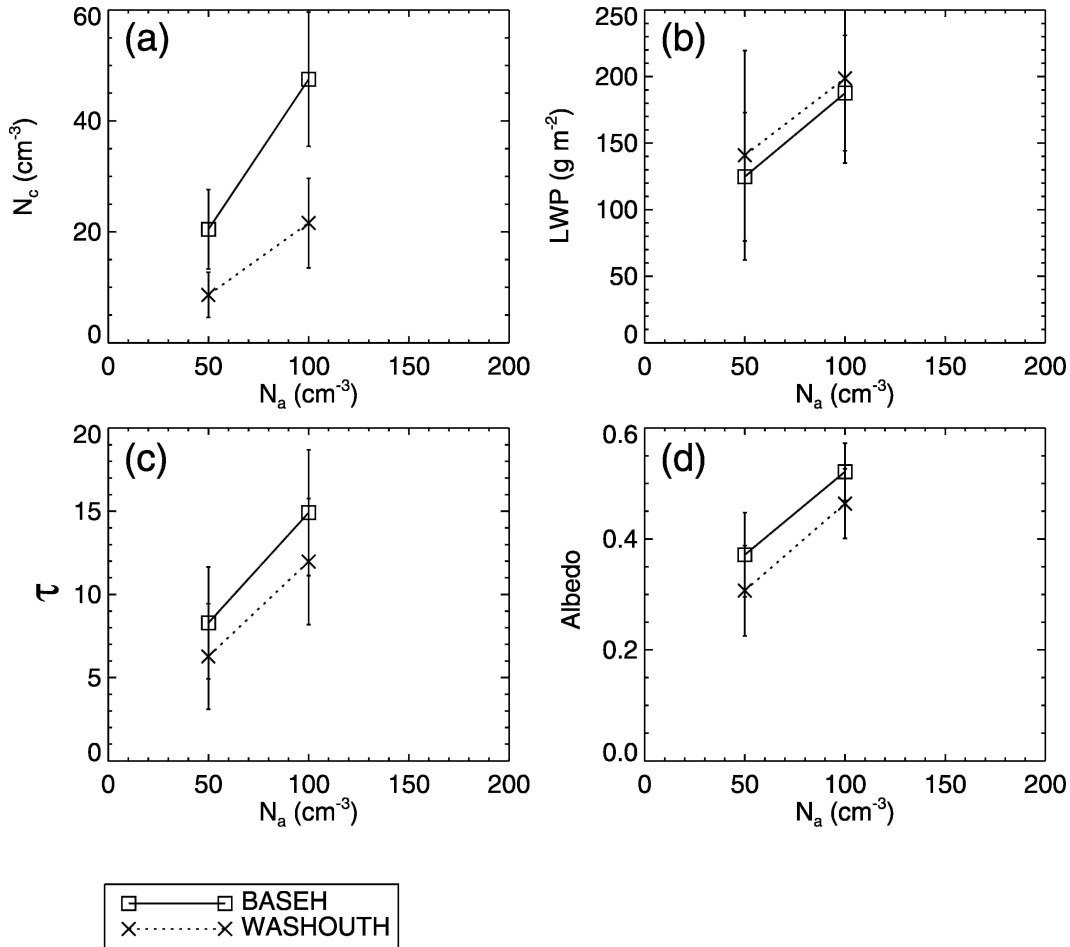 (a)
60
40
20
0
N_c (cm^-3)
0 50 100 150 200
N_a (cm^-3)
(b)
250
200
150
100
50
0
LWP (g m^-2)
0 50 100 150 200
N_a (cm^-3)
(c)
20
15
10
5
0
τ
0 50 100 150 200
N_a (cm^-3)
(d)
0.6
0.4
0.2
0.0
Albedo
0 50 100 150 200
N_a (cm^-3)
BASEH
WASHOUTH